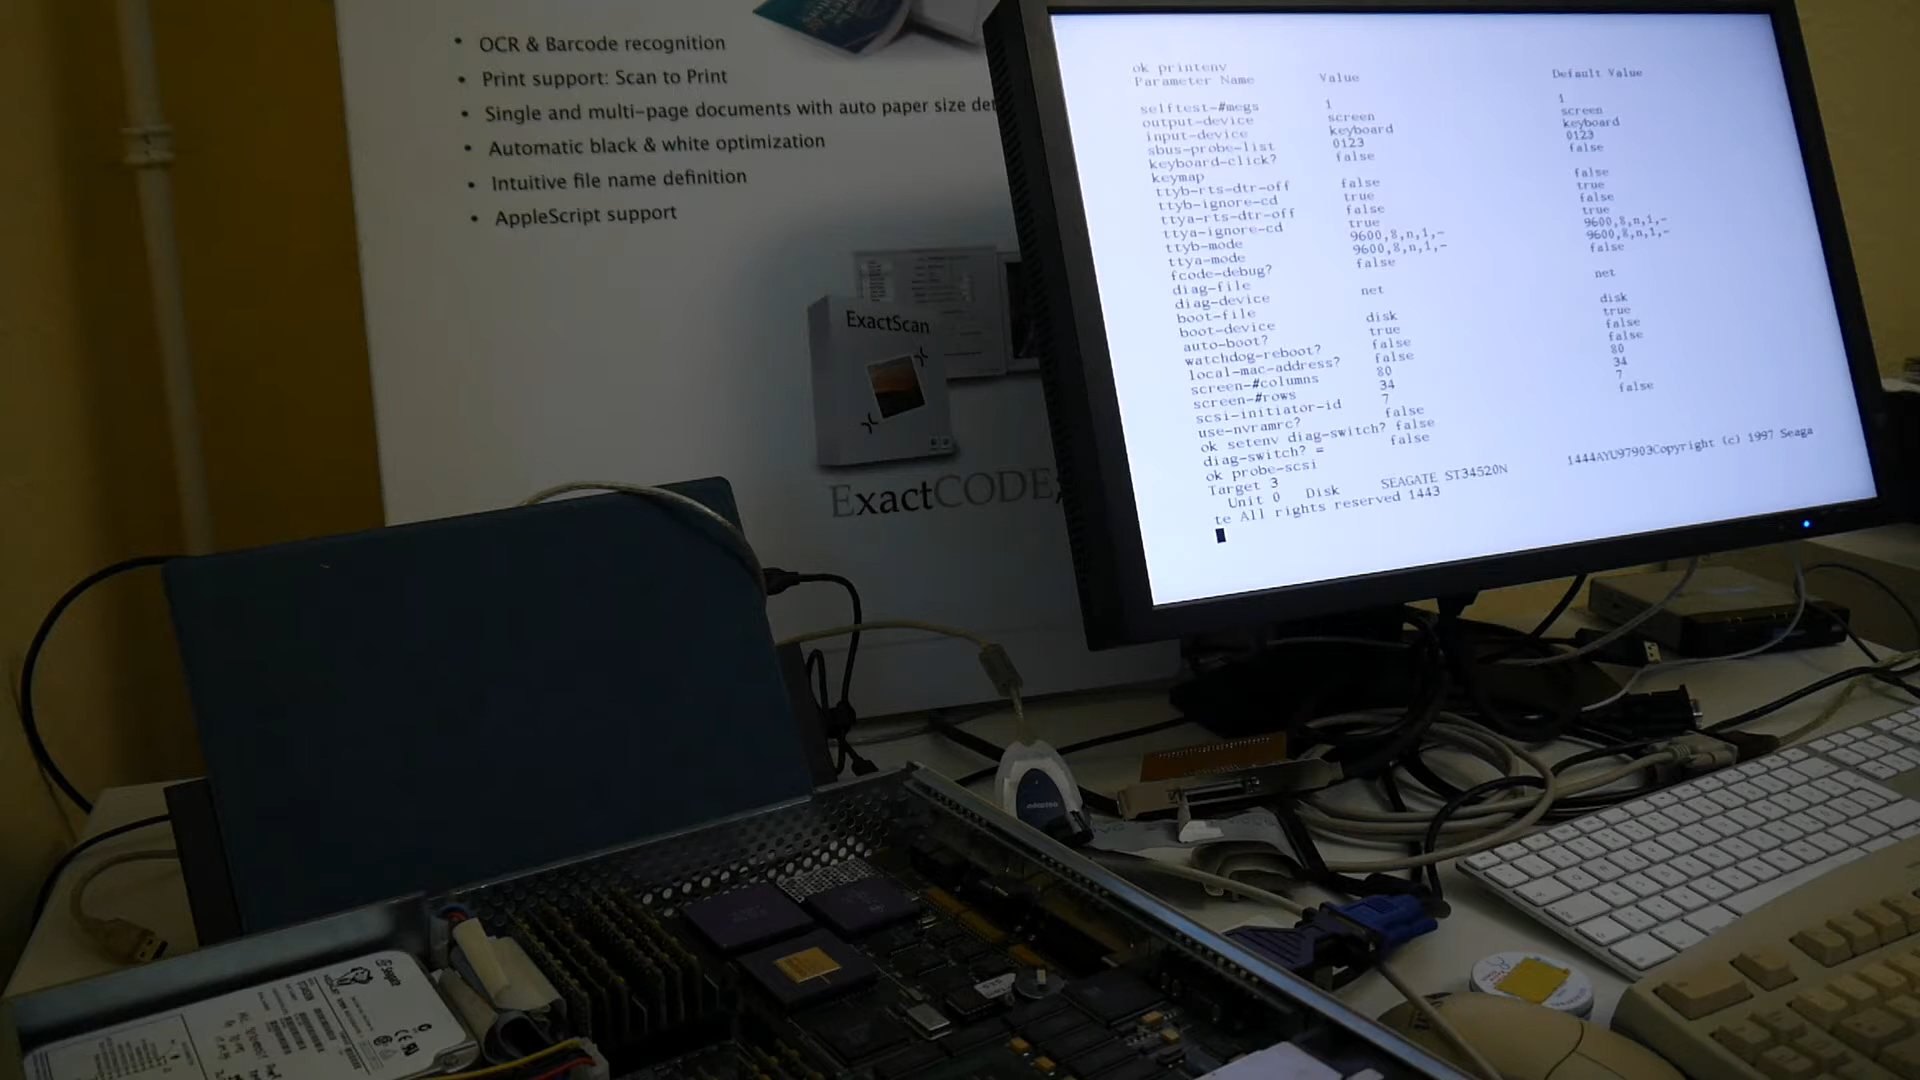 OCR & Barcode recognition
Print support: Scan to Print
Single and multi-page documents with auto paper size de
Automatic black & white optimization
Intuitive file name definition
AppleScript support
ExactScan
ExactCODE
ok printenv
Parameter Name Value Default Value
selftest-#megs 1 1
output-device screen screen
input-device keyboard keyboard
sbus-probe-list 0123 0123
keyboard-click? false false
keymap
ttyb-rts-dtr-off false false
ttyb-ignore-cd true true
ttya-rts-dtr-off false false
ttya-ignore-cd true true
ttyb-mode 9600,8,n,1,- 9600,8,n,1,-
ttya-mode 9600,8,n,1,- 9600,8,n,1,-
fcode-debug? false false
diag-file
diag-device net net
boot-file
boot-device disk disk
auto-boot? true true
watchdog-reboot? false false
local-mac-address? false false
screen-#columns 80 80
screen-#rows 34 34
scsi-initiator-id 7 7
use-nvramrc? false false
ok setenv diag-switch? false
diag-switch? = false
ok probe-scsi
Target 3
Unit 0 Disk SEAGATE ST34520N 1444AYU97903Copyright (c) 1997 Seaga
te All rights reserved 1443
adaptec
Seagate